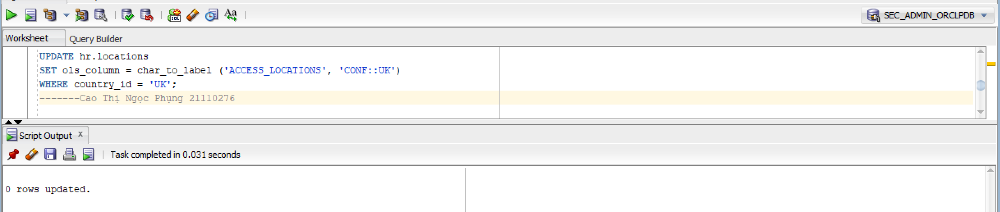 SEC_ADMIN_ORCLPDB
Worksheet
Query Builder
UPDATE hr.locations
SET ols_column = char_to_label ('ACCESS_LOCATIONS', 'CONF::UK')
WHERE country_id = 'UK';
-------Cao Thị Ngọc Phụng 21110276
Script Output x
Task completed in 0.031 seconds
0 rows updated.